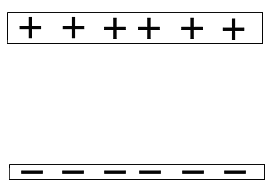 + + + + + +
− − − − − −